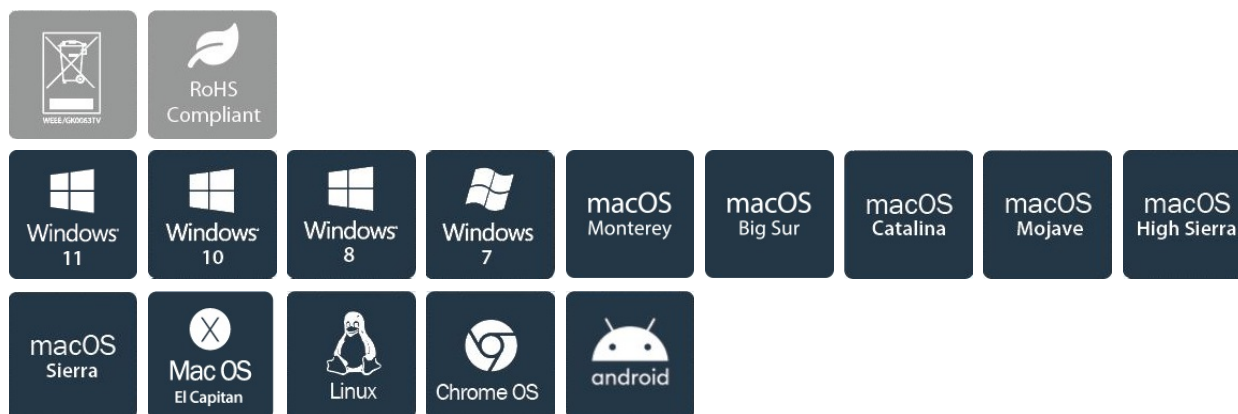 WEEE/GK0063TV
RoHS
Compliant
Windows
11
Windows
10
Windows
8
Windows
7
macOS
Monterey
macOS
Big Sur
macOS
Catalina
macOS
Mojave
macOS
High Sierra
macOS
Sierra
X
Mac OS
El Capitan
Linux
Chrome OS
android